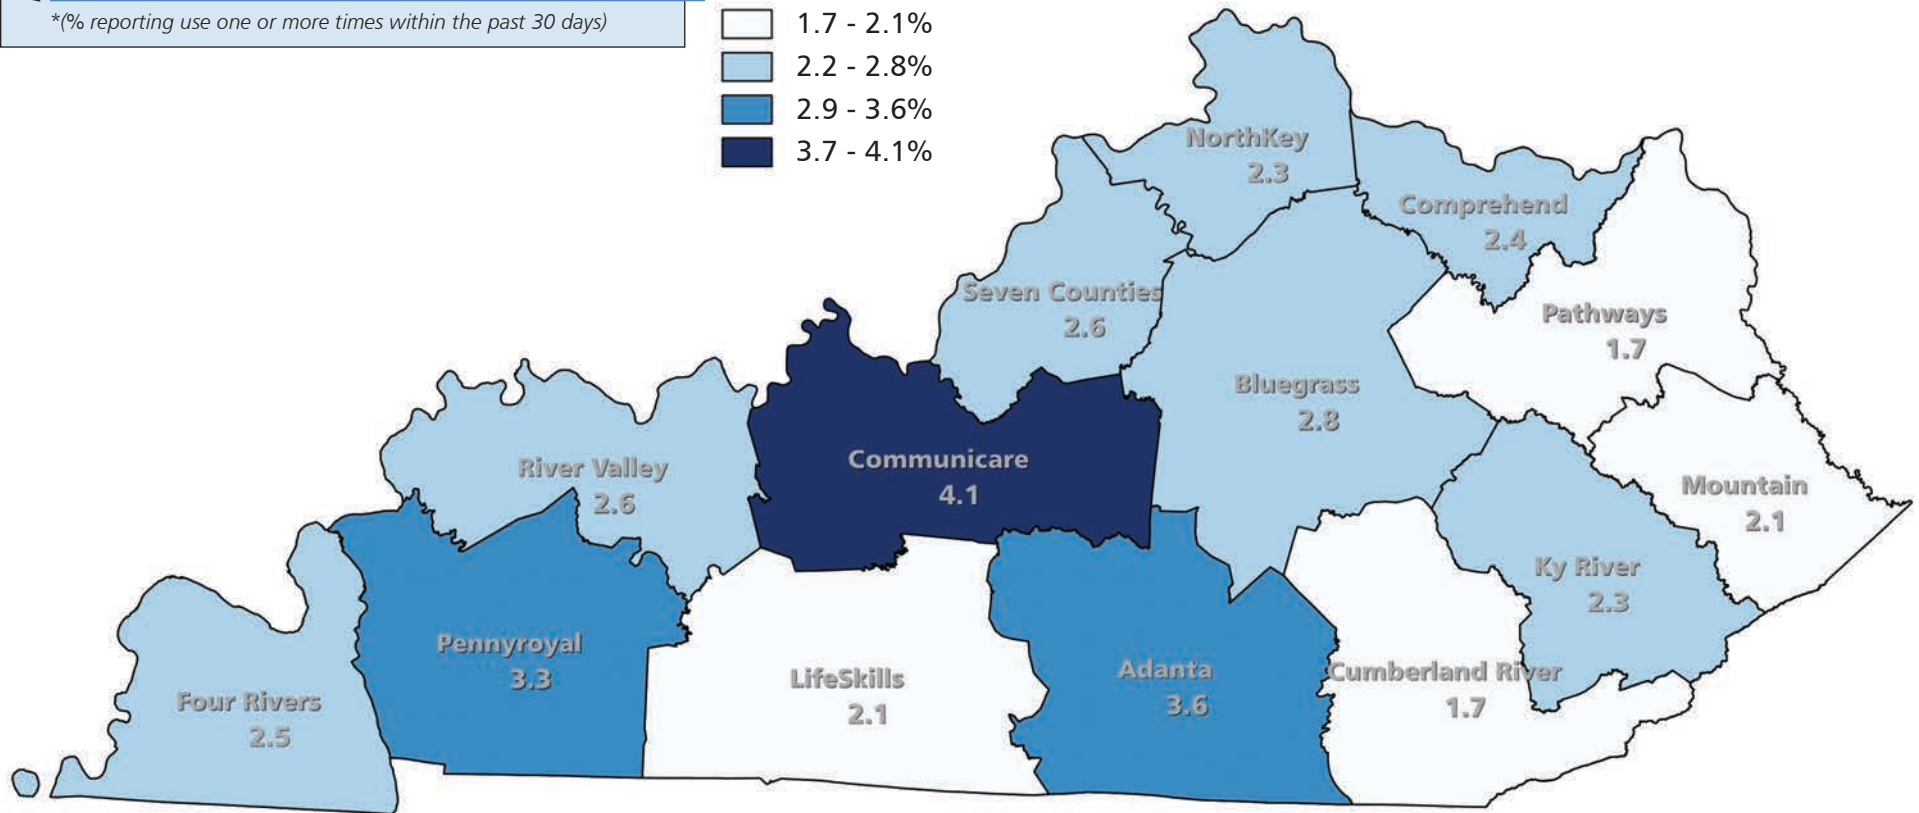 *(% reporting use one or more times within the past 30 days)
1.7 - 2.1%
2.2 - 2.8%
2.9 - 3.6%
3.7 - 4.1%
NorthKey
2.3
Comprehend
2.4
Seven Counties
2.6
Pathways
1.7
Bluegrass
2.8
Communicare
4.1
River Valley
2.6
Mountain
2.1
Ky River
2.3
Pennyroyal
3.3
LifeSkills
2.1
Adanta
3.6
Cumberland River
1.7
Four Rivers
2.5